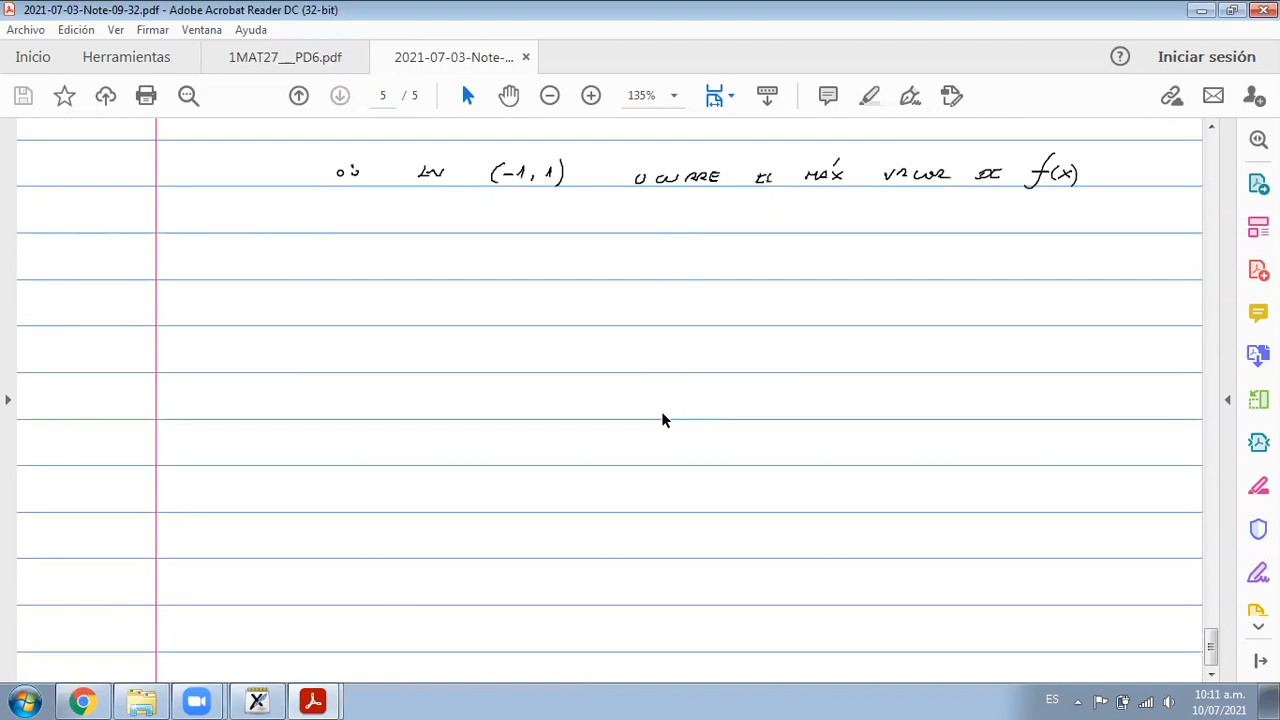 2021-07-03-Note-09-32.pdf - Adobe Acrobat Reader DC (32-bit)
Archivo Edición Ver Firmar Ventana Ayuda
Inicio Herramientas 1MAT27__PD6.pdf 2021-07-03-Note-... × Iniciar sesión
5 / 5 135%
∴ EN (-1, 1) OCURRE EL MÁX VALOR DE f(x)
ES 10:11 a.m.
10/07/2021